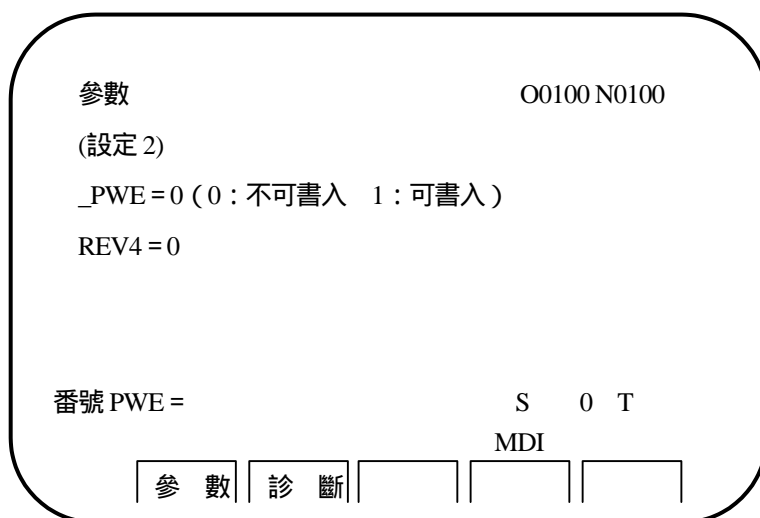 參數 O0100 N0100
(設定 2)
_PWE = 0 ( 0 : 不可書入 1 : 可書入 )
REV4 = 0
番號 PWE = S 0 T
MDI
參 數 診 斷